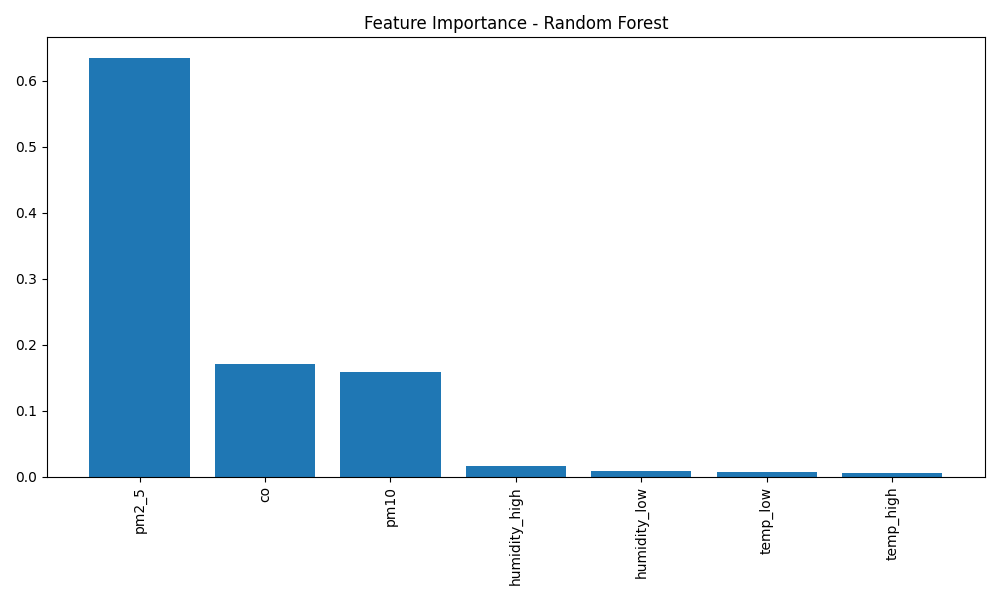 Feature Importance - Random Forest
0.6
0.5
0.4
0.3
0.2
0.1
0.0
pm2_5
co
pm10
humidity_high
humidity_low
temp_low
temp_high